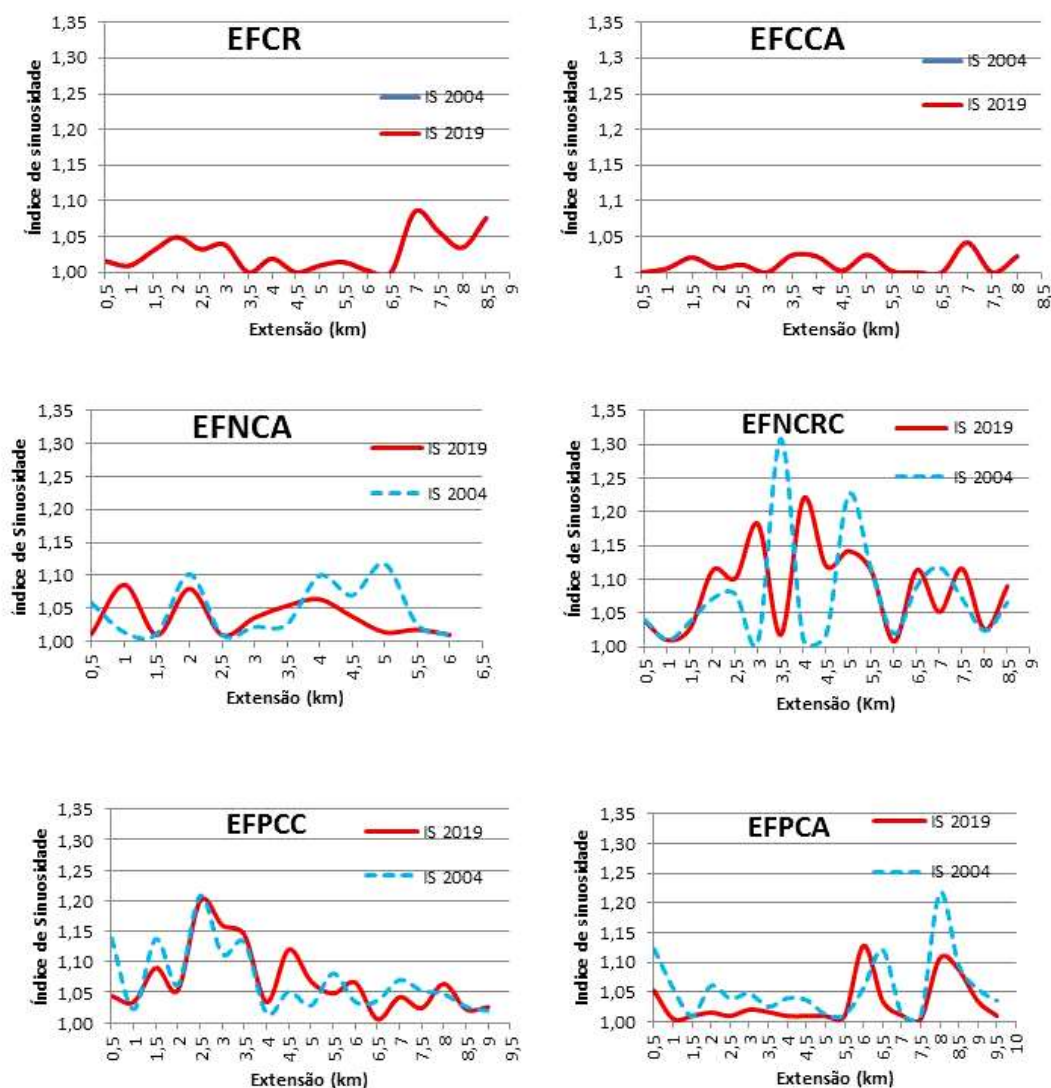 EFCR
Índice de sinuosidade
1,35
1,30
1,25
1,20
1,15
1,10
1,05
1,00
IS 2004
IS 2019
0,5 1 1,5 2 2,5 3 3,5 4 4,5 5 5,5 6 6,5 7 7,5 8 8,5 9
Extensão (km)
EFCCA
Índice de sinuosidade
1,35
1,3
1,25
1,2
1,15
1,1
1,05
1
IS 2004
IS 2019
0,5 1 1,5 2 2,5 3 3,5 4 4,5 5 5,5 6 6,5 7 7,5 8 8,5
Extensão (km)
EFNCA
Índice de Sinuosidade
1,35
1,30
1,25
1,20
1,15
1,10
1,05
1,00
IS 2019
IS 2004
0,5 1 1,5 2 2,5 3 3,5 4 4,5 5 5,5 6 6,5
Extensão (km)
EFNCRC
Índice de Sinuosidade
1,35
1,30
1,25
1,20
1,15
1,10
1,05
1,00
IS 2019
IS 2004
0,5 1 1,5 2 2,5 3 3,5 4 4,5 5 5,5 6 6,5 7 7,5 8 8,5 9
Extensão (Km)
EFPCC
Índice de Sinuosidade
1,35
1,30
1,25
1,20
1,15
1,10
1,05
1,00
IS 2019
IS 2004
0,5 1 1,5 2 2,5 3 3,5 4 4,5 5 5,5 6 6,5 7 7,5 8 8,5 9 9,5
Extensão (km)
EFPCA
Indice de sinuosidade
1,35
1,30
1,25
1,20
1,15
1,10
1,05
1,00
IS 2019
IS 2004
0,5 1 1,5 2 2,5 3 3,5 4 4,5 5 5,5 6 6,5 7 7,5 8 8,5 9 9,5 10
Extensão (km)